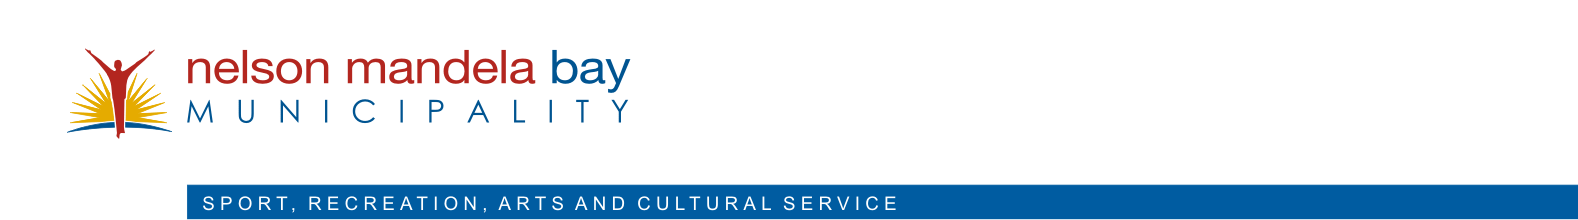 nelson mandela bay
MUNICIPALITY
SPORT, RECREATION, ARTS AND CULTURAL SERVICE